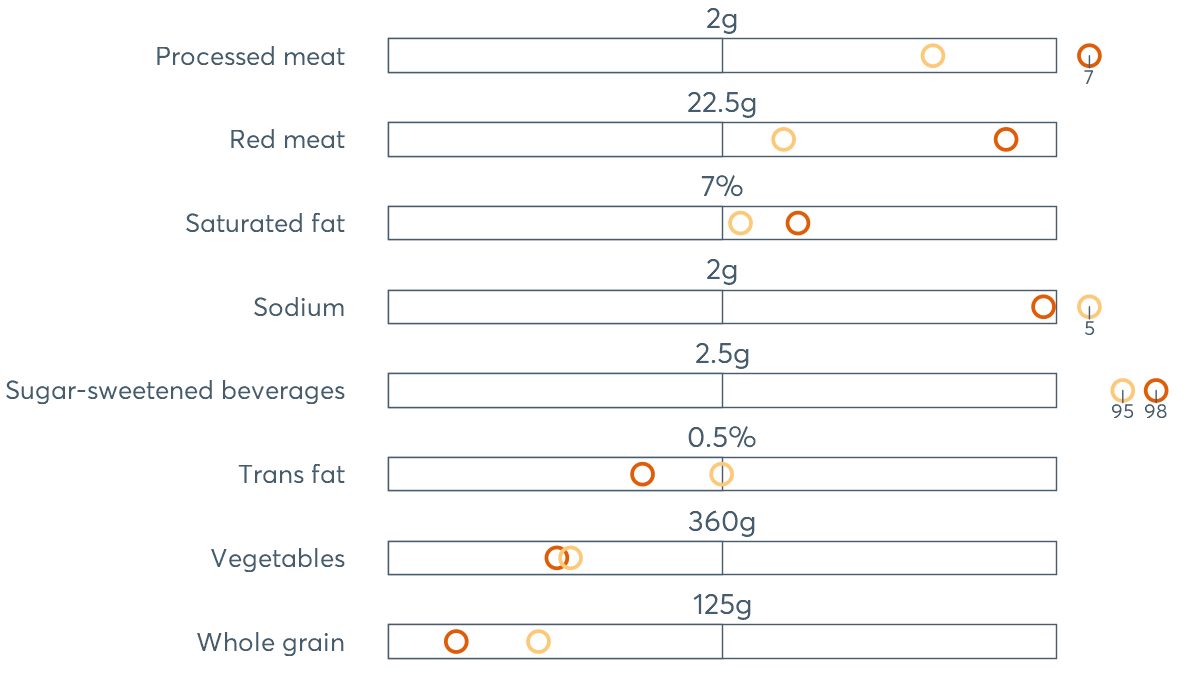 2g
Processed meat
7
22.5g
Red meat
7%
Saturated fat
2g
Sodium
5
2.5g
Sugar-sweetened beverages
95 98
0.5%
Trans fat
360g
Vegetables
125g
Whole grain